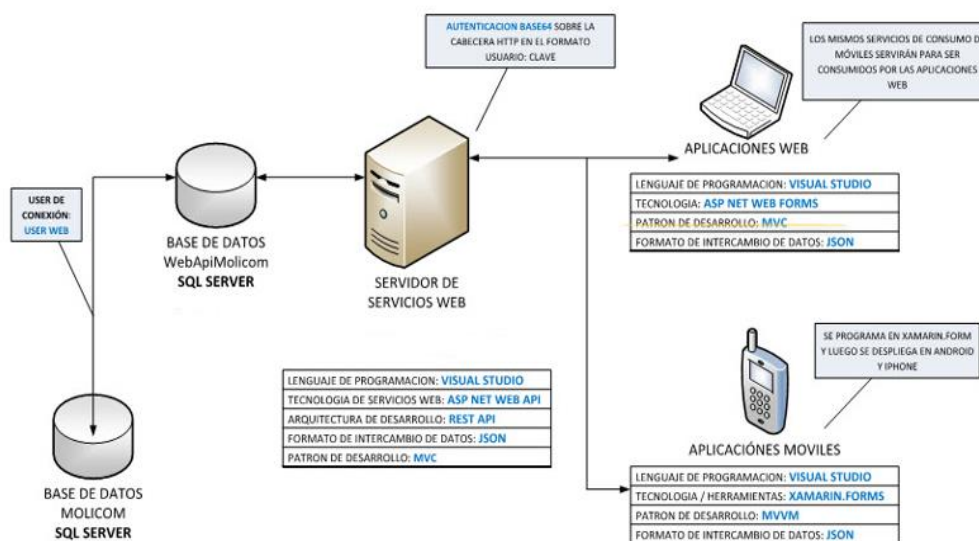 AUTENTICACION BASE64 SOBRE LA
CABECERA HTTP EN EL FORMATO
USUARIO: CLAVE
LOS MISMOS SERVICIOS DE CONSUMO D
MÓVILES SERVIRÁN PARA SER
CONSUMIDOS POR LAS APLICACIONES
WEB
APLICACIONES WEB
LENGUAJE DE PROGRAMACION: VISUAL STUDIO
TECNOLOGIA: ASP NET WEB FORMS
PATRON DE DESARROLLO: MVC
FORMATO DE INTERCAMBIO DE DATOS: JSON
USER DE
CONEXIÓN:
USER WEB
BASE DE DATOS
WebApiMolicom
SQL SERVER
SERVIDOR DE
SERVICIOS WEB
LENGUAJE DE PROGRAMACION: VISUAL STUDIO
TECNOLOGIA DE SERVICIOS WEB: ASP NET WEB API
ARQUITECTURA DE DESARROLLO: REST API
FORMATO DE INTERCAMBIO DE DATOS: JSON
PATRON DE DESARROLLO: MVC
SE PROGRAMA EN XAMARIN.FORM
Y LUEGO SE DESPLIEGA EN ANDROID
Y IPHONE
APLICACIÓNES MOVILES
LENGUAJE DE PROGRAMACION: VISUAL STUDIO
TECNOLOGIA / HERRAMIENTAS: XAMARIN.FORMS
PATRON DE DESARROLLO: MVVM
FORMATO DE INTERCAMBIO DE DATOS: JSON
BASE DE DATOS
MOLICOM
SQL SERVER